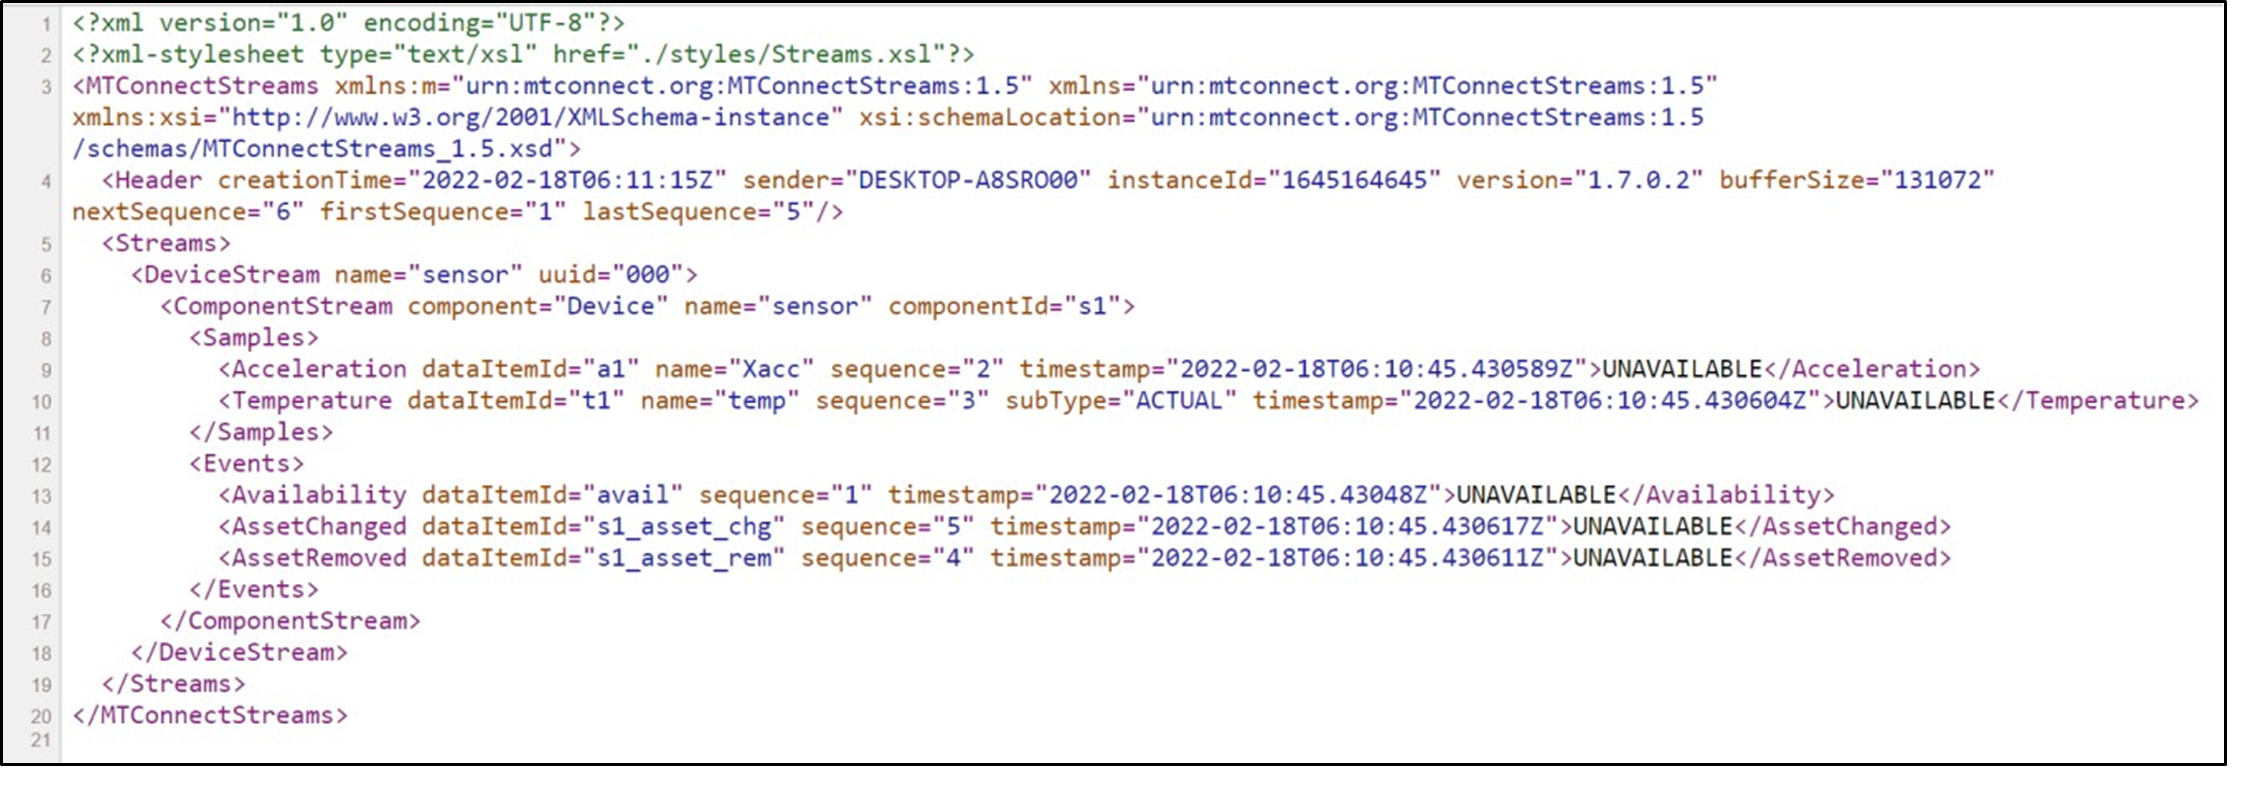 1 <?xml version="1.0" encoding="UTF-8"?>
2 <?xml-stylesheet type="text/xsl" href="./styles/Streams.xsl"?>
3 <MTConnectStreams xmlns:m="urn:mtconnect.org:MTConnectStreams:1.5" xmlns="urn:mtconnect.org:MTConnectStreams:1.5"
xmlns:xsi="http://www.w3.org/2001/XMLSchema-instance" xsi:schemaLocation="urn:mtconnect.org:MTConnectStreams:1.5
/schemas/MTConnectStreams_1.5.xsd">
4 <Header creationTime="2022-02-18T06:11:15Z" sender="DESKTOP-A8SRO00" instanceId="1645164645" version="1.7.0.2" bufferSize="131072"
nextSequence="6" firstSequence="1" lastSequence="5"/>
5 <Streams>
6 <DeviceStream name="sensor" uuid="000">
7 <ComponentStream component="Device" name="sensor" componentId="s1">
8 <Samples>
9 <Acceleration dataItemId="a1" name="Xacc" sequence="2" timestamp="2022-02-18T06:10:45.430589Z">UNAVAILABLE</Acceleration>
10 <Temperature dataItemId="t1" name="temp" sequence="3" subType="ACTUAL" timestamp="2022-02-18T06:10:45.430604Z">UNAVAILABLE</Temperature>
11 </Samples>
12 <Events>
13 <Availability dataItemId="avail" sequence="1" timestamp="2022-02-18T06:10:45.43048Z">UNAVAILABLE</Availability>
14 <AssetChanged dataItemId="s1_asset_chg" sequence="5" timestamp="2022-02-18T06:10:45.430617Z">UNAVAILABLE</AssetChanged>
15 <AssetRemoved dataItemId="s1_asset_rem" sequence="4" timestamp="2022-02-18T06:10:45.430611Z">UNAVAILABLE</AssetRemoved>
16 </Events>
17 </ComponentStream>
18 </DeviceStream>
19 </Streams>
20 </MTConnectStreams>
21